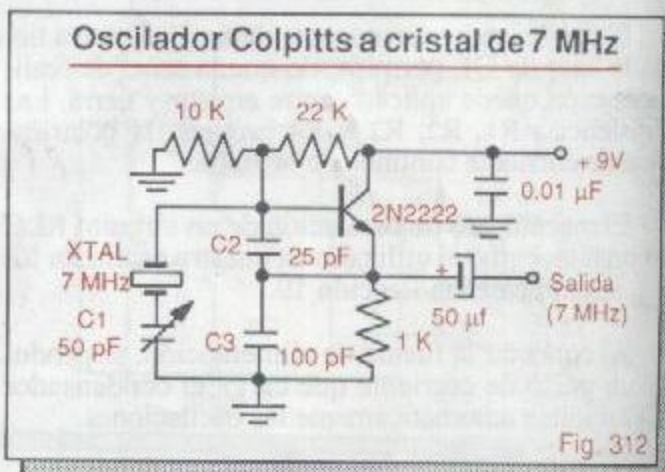 Oscilador Colpitts a cristal de 7 MHz
10 K
22 K
+ 9V
0.01 µF
2N2222
C2
25 pF
XTAL
7 MHz
+
Salida
(7 MHz)
C1
50 pF
50 µf
C3
100 pF
1 K
Fig. 312